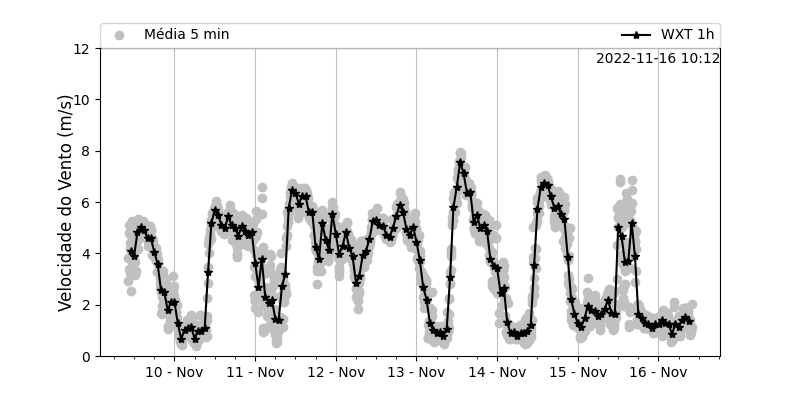 Média 5 min
WXT 1h
2022-11-16 10:12
Velocidade do Vento (m/s)
12
10
8
6
4
2
0
10 - Nov
11 - Nov
12 - Nov
13 - Nov
14 - Nov
15 - Nov
16 - Nov